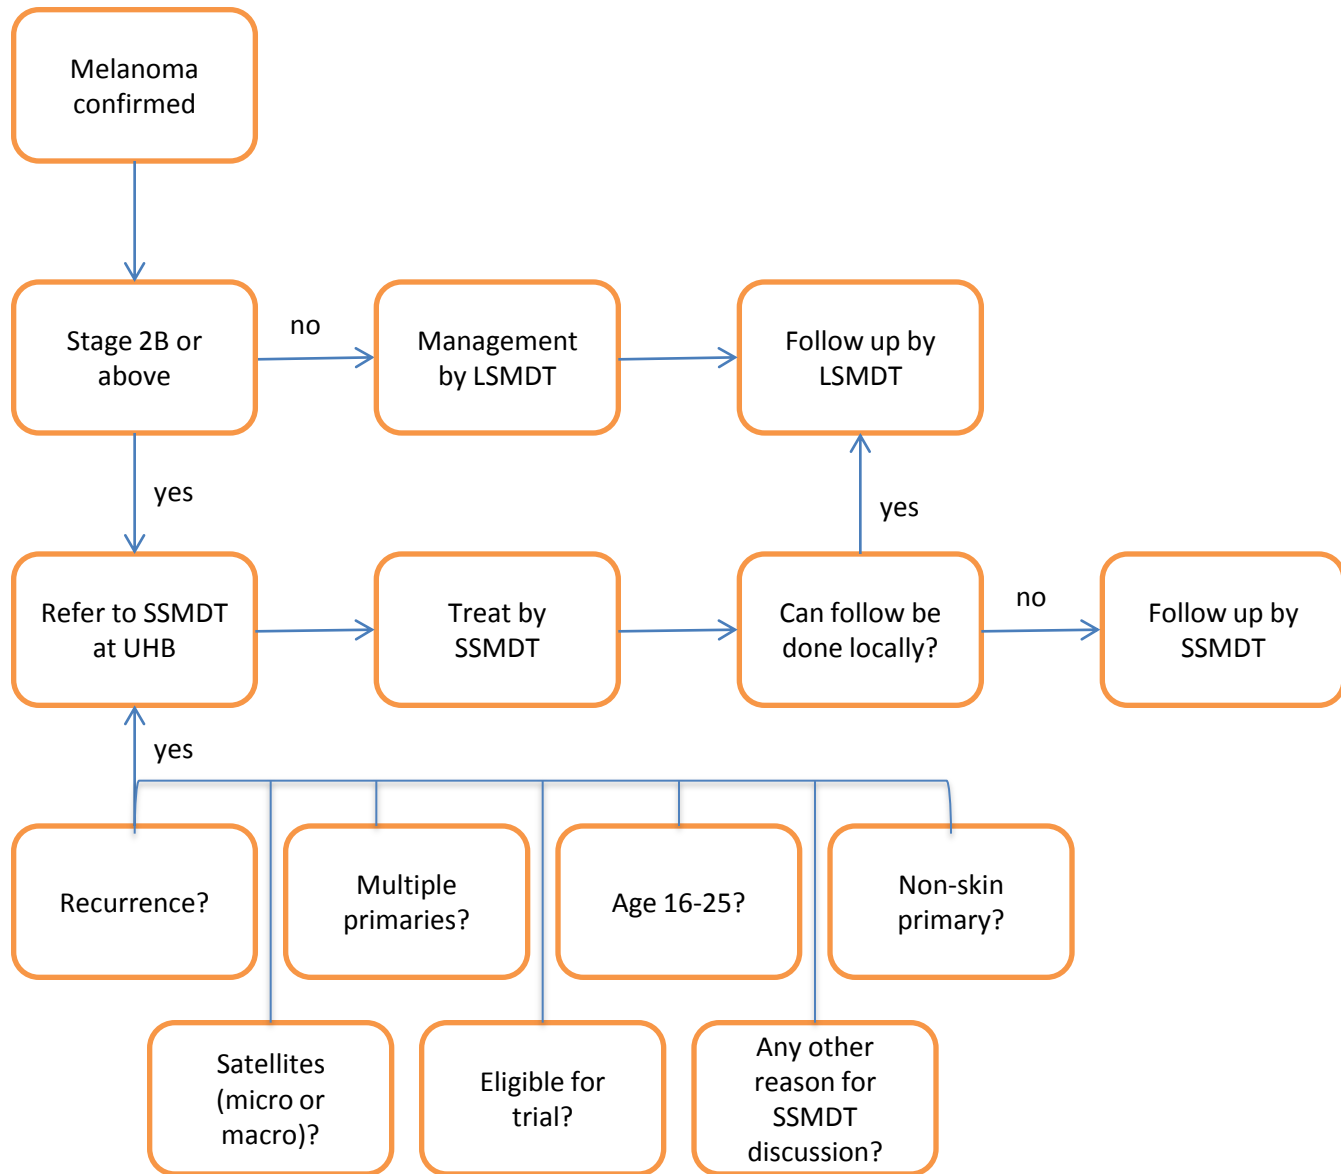 Melanoma
confirmed
Stage 2B or
above
no
Management
by LSMDT
Follow up by
LSMDT
yes
yes
Refer to SSMDT
at UHB
Treat by
SSMDT
Can follow be
done locally?
no
Follow up by
SSMDT
yes
Recurrence?
Multiple
primaries?
Age 16-25?
Non-skin
primary?
Satellites
(micro or
macro)?
Eligible for
trial?
Any other
reason for
SSMDT
discussion?